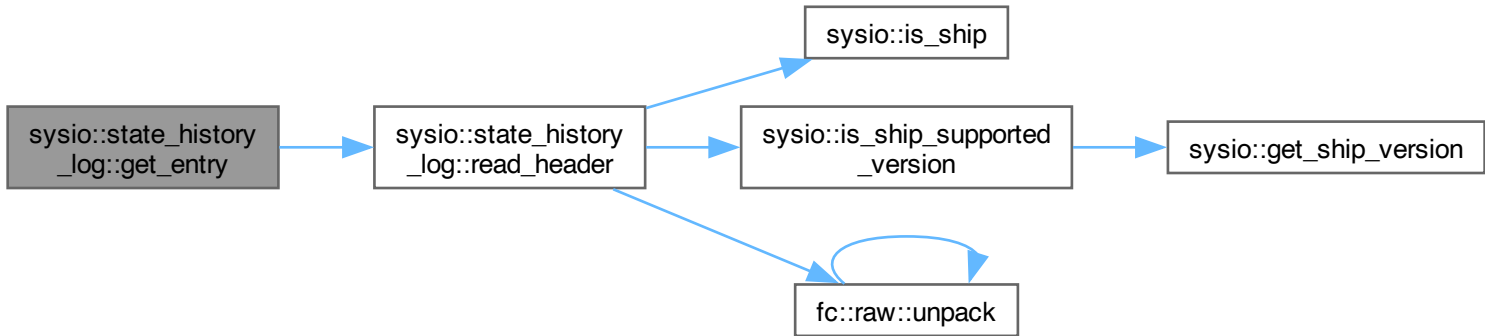 sysio::is_ship
sysio::state_history
_log::get_entry
sysio::state_history
_log::read_header
sysio::is_ship_supported
_version
sysio::get_ship_version
fc::raw::unpack